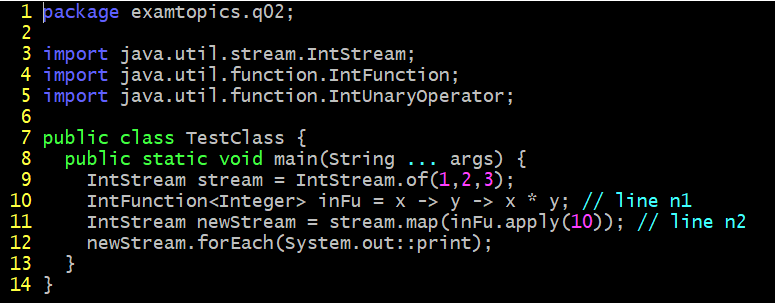 1 package examtopics.q02;
2
3 import java.util.stream.IntStream;
4 import java.util.function.IntFunction;
5 import java.util.function.IntUnaryOperator;
6
7 public class TestClass {
8   public static void main(String ... args) {
9     IntStream stream = IntStream.of(1,2,3);
10     IntFunction<Integer> inFu = x -> y -> x * y; // line n1
11     IntStream newStream = stream.map(inFu.apply(10)); // line n2
12     newStream.forEach(System.out::print);
13   }
14 }